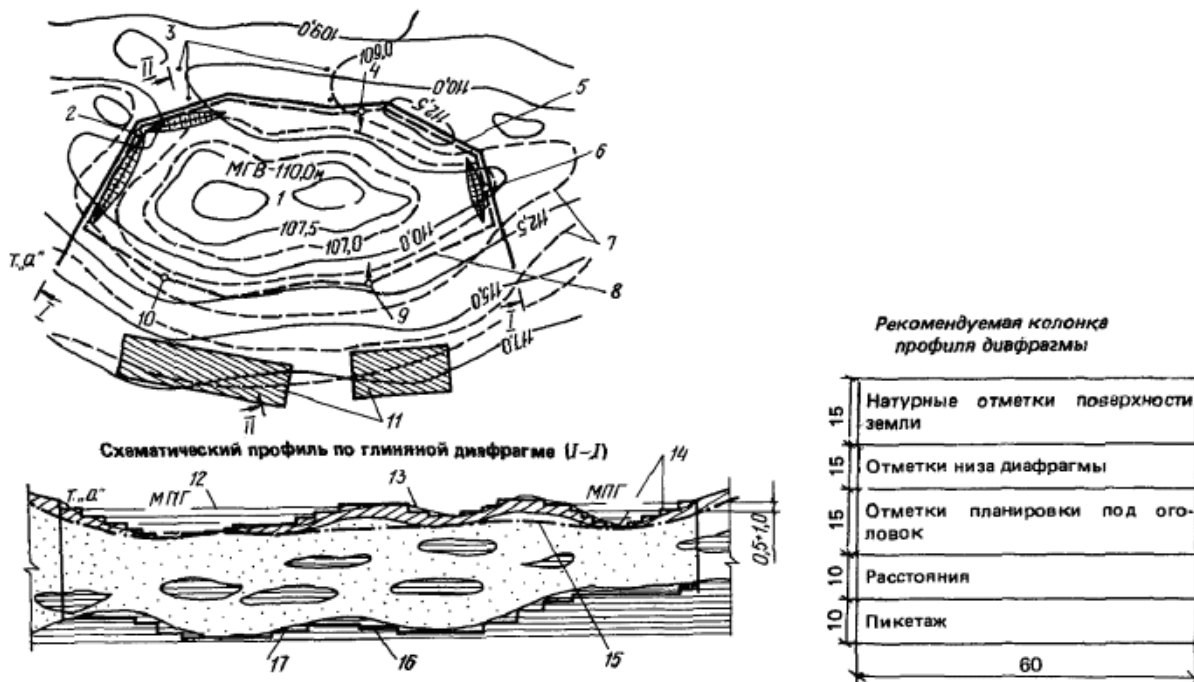 109,0
3
II
109,0
4
110,0
5
112,5
2
6
МГВ-110,0м
1
107,5
107,0
110,0
112,5
7
Т.„а"
8
I
10
9
115,0
I
117,0
11
II
Схематический профиль по глиняной диафрагме (I–I)
Т.„а"
МПГ
12
13
МПГ
14
0,5÷1,0
17
16
15
Рекомендуемая колонка
профиля диафрагмы
15
Натурные отметки поверхности
земли
15
Отметки низа диафрагмы
15
Отметки планировки под ого-
ловок
10
Расстояния
10
Пикетаж
60